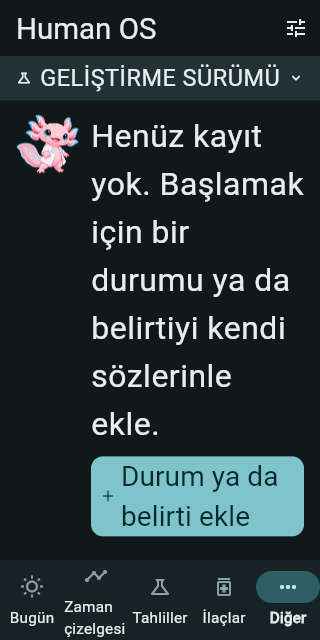 Human OS
GELİŞTİRME SÜRÜMÜ
Henüz kayıt
yok. Başlamak
için bir
durumu ya da
belirtiyi kendi
sözlerinle
ekle.
+ Durum ya da
belirti ekle
Bugün
Zaman
çizelgesi
Tahliller
İlaçlar
Diğer